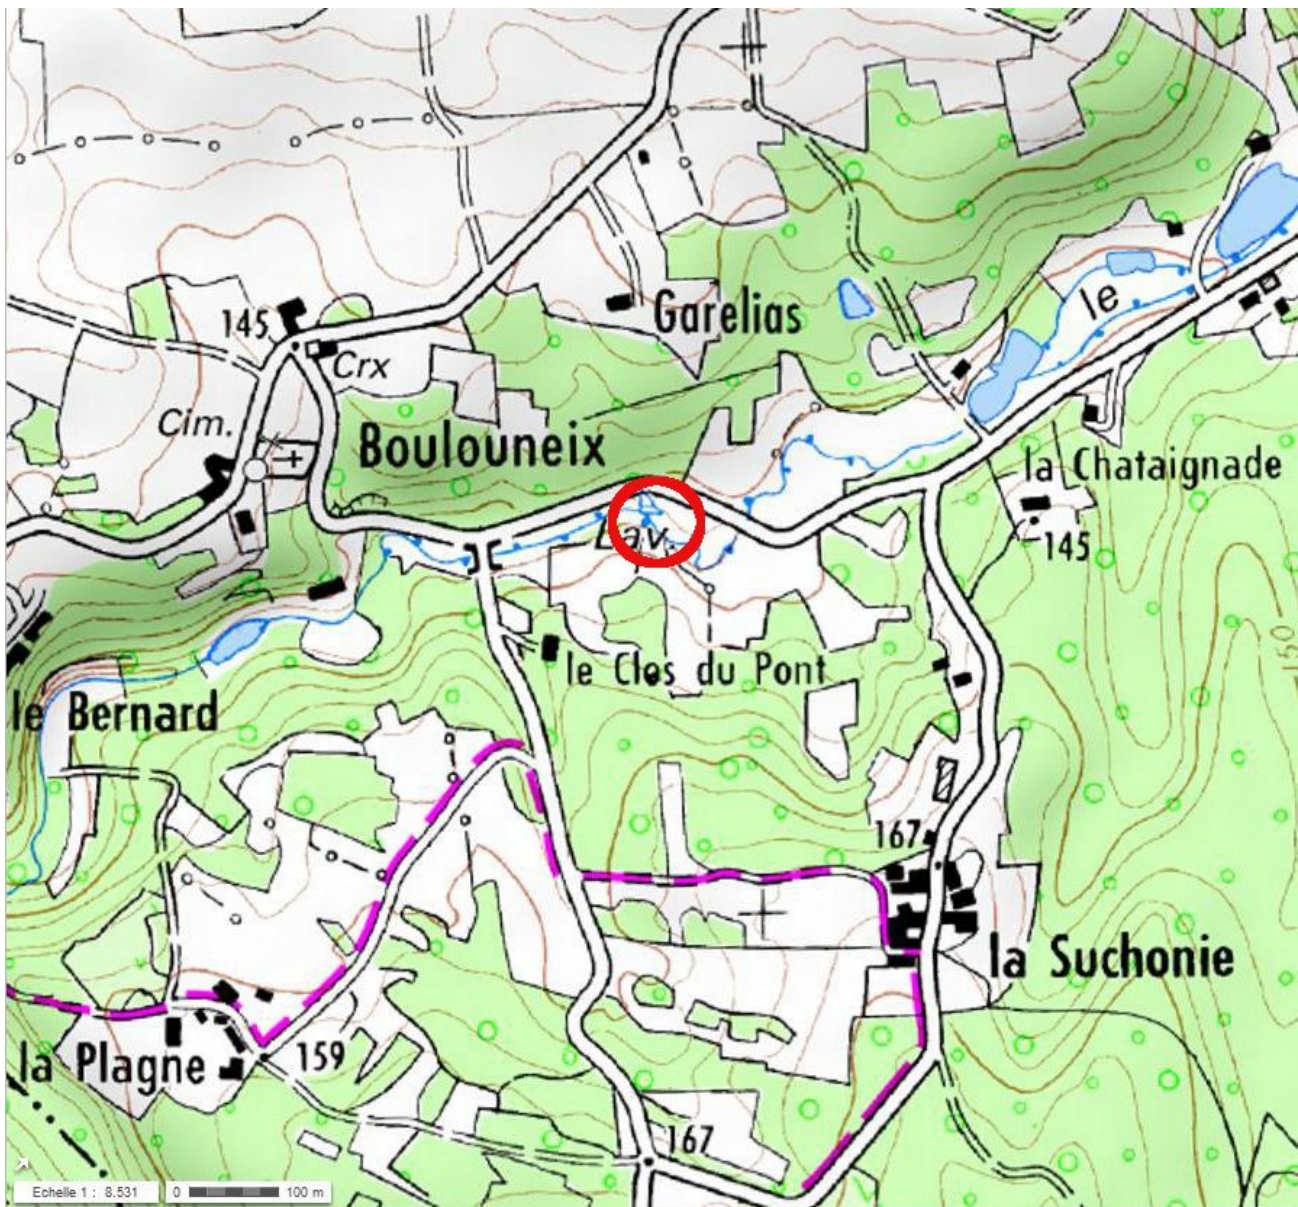 Garelias
le
145
Crx
Cim.
Boulouneix
la Chataignade
Lav.
145
150
le Clos du Pont
le Bernard
167
la Suchonie
la Plagne
159
167
Echelle 1 : 8.531
0 100 m